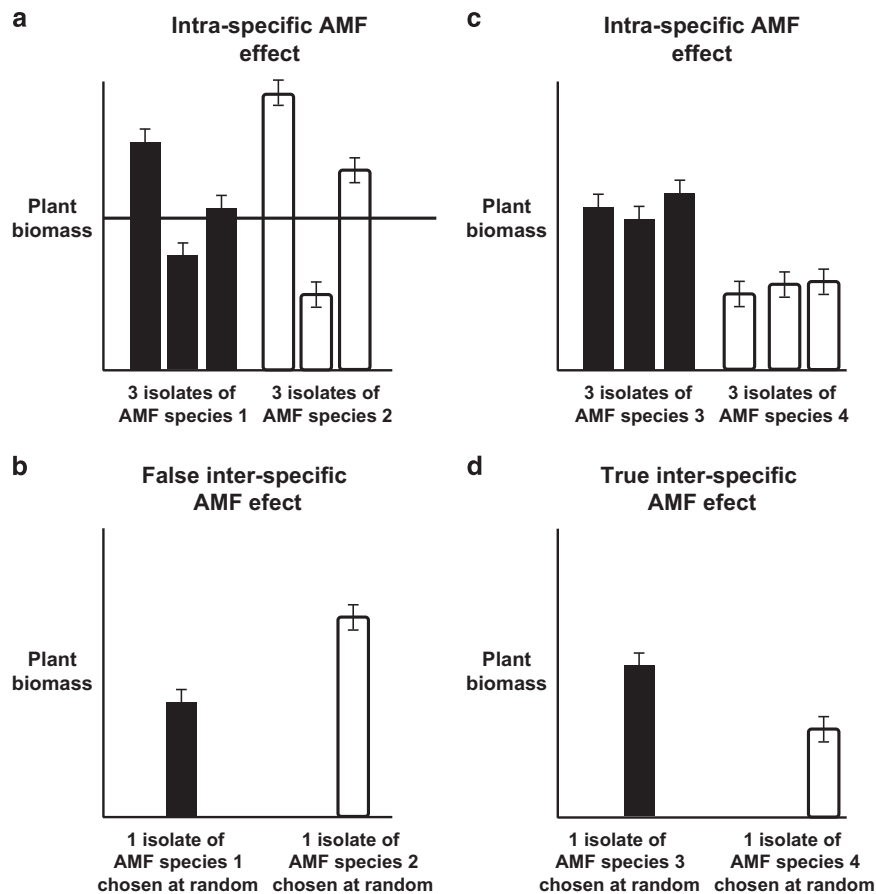 a
Intra-specific AMF
effect
Plant
biomass
3 isolates of
AMF species 1
3 isolates of
AMF species 2
c
Intra-specific AMF
effect
Plant
biomass
3 isolates of
AMF species 3
3 isolates of
AMF species 4
b
False inter-specific
AMF efect
Plant
biomass
1 isolate of
AMF species 1
chosen at random
1 isolate of
AMF species 2
chosen at random
d
True inter-specific
AMF efect
Plant
biomass
1 isolate of
AMF species 3
chosen at random
1 isolate of
AMF species 4
chosen at random